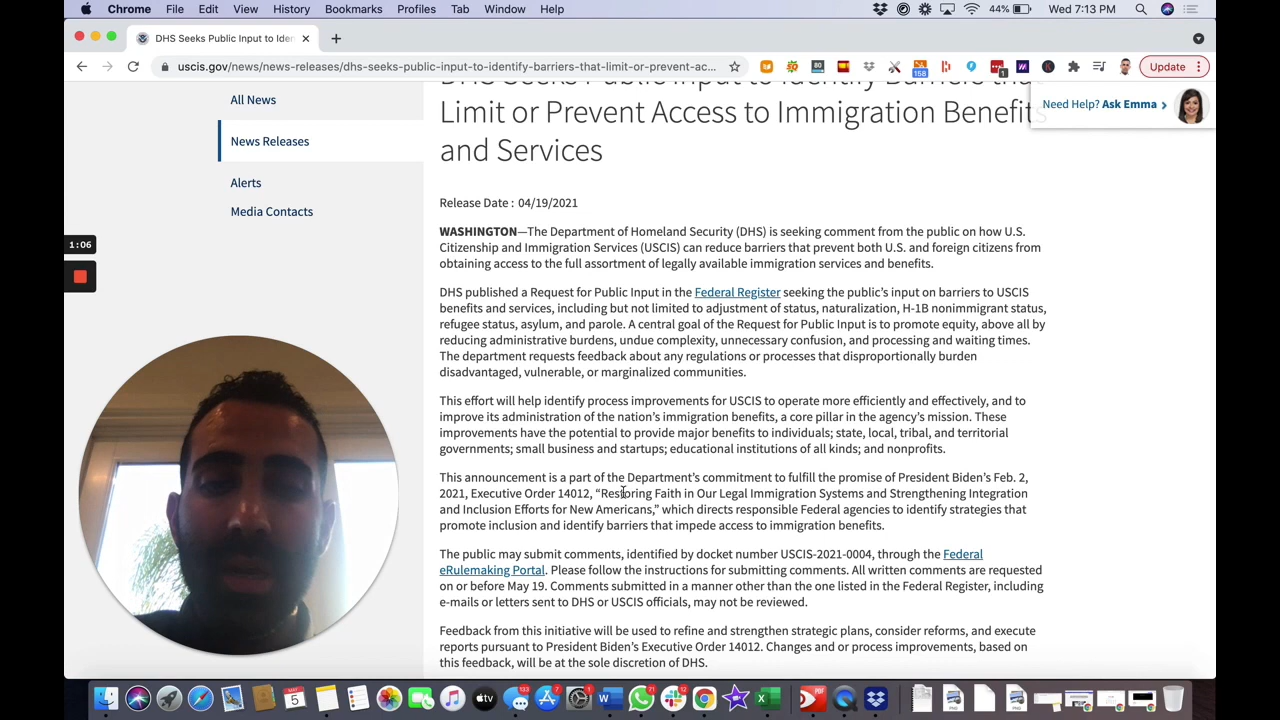 Chrome File Edit View History Bookmarks Profiles Tab Window Help 44% Wed 7:13 PM
DHS Seeks Public Input to Iden
uscis.gov/news/news-releases/dhs-seeks-public-input-to-identify-barriers-that-limit-or-prevent-ac... 80 158 1 Update
DHS Seeks Public Input to Identify Barriers that
All News
Need Help? Ask Emma
Limit or Prevent Access to Immigration Benefits
News Releases
and Services
Alerts
Release Date : 04/19/2021
Media Contacts
WASHINGTON—The Department of Homeland Security (DHS) is seeking comment from the public on how U.S.
1:06
Citizenship and Immigration Services (USCIS) can reduce barriers that prevent both U.S. and foreign citizens from
obtaining access to the full assortment of legally available immigration services and benefits.
DHS published a Request for Public Input in the Federal Register seeking the public's input on barriers to USCIS
benefits and services, including but not limited to adjustment of status, naturalization, H-1B nonimmigrant status,
refugee status, asylum, and parole. A central goal of the Request for Public Input is to promote equity, above all by
reducing administrative burdens, undue complexity, unnecessary confusion, and processing and waiting times.
The department requests feedback about any regulations or processes that disproportionally burden
disadvantaged, vulnerable, or marginalized communities.
This effort will help identify process improvements for USCIS to operate more efficiently and effectively, and to
improve its administration of the nation's immigration benefits, a core pillar in the agency's mission. These
improvements have the potential to provide major benefits to individuals; state, local, tribal, and territorial
governments; small business and startups; educational institutions of all kinds; and nonprofits.
This announcement is a part of the Department's commitment to fulfill the promise of President Biden's Feb. 2,
2021, Executive Order 14012, “Restoring Faith in Our Legal Immigration Systems and Strengthening Integration
and Inclusion Efforts for New Americans,” which directs responsible Federal agencies to identify strategies that
promote inclusion and identify barriers that impede access to immigration benefits.
The public may submit comments, identified by docket number USCIS-2021-0004, through the Federal
eRulemaking Portal. Please follow the instructions for submitting comments. All written comments are requested
on or before May 19. Comments submitted in a manner other than the one listed in the Federal Register, including
e-mails or letters sent to DHS or USCIS officials, may not be reviewed.
Feedback from this initiative will be used to refine and strengthen strategic plans, consider reforms, and execute
reports pursuant to President Biden's Executive Order 14012. Changes and or process improvements, based on
this feedback, will be at the sole discretion of DHS.